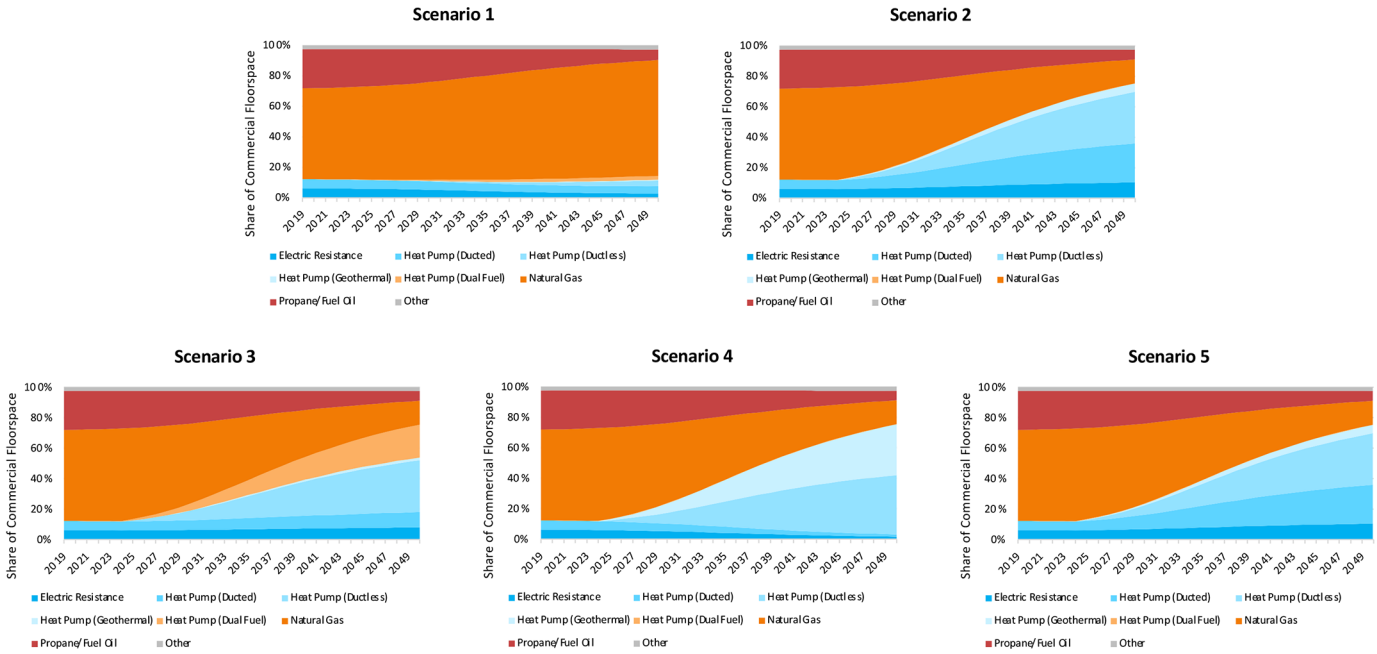 Scenario 1
Share of Commercial Floorspace
100%
80%
60%
40%
20%
0%
2019 2021 2023 2025 2027 2029 2031 2033 2035 2037 2039 2041 2043 2045 2047 2049
Electric Resistance Heat Pump (Ducted) Heat Pump (Ductless)
Heat Pump (Geothermal) Heat Pump (Dual Fuel) Natural Gas
Propane/Fuel Oil Other
Scenario 2
Share of Commercial Floorspace
100%
80%
60%
40%
20%
0%
2019 2021 2023 2025 2027 2029 2031 2033 2035 2037 2039 2041 2043 2045 2047 2049
Electric Resistance Heat Pump (Ducted) Heat Pump (Ductless)
Heat Pump (Geothermal) Heat Pump (Dual Fuel) Natural Gas
Propane/Fuel Oil Other
Scenario 3
Share of Commercial Floorspace
100%
80%
60%
40%
20%
0%
2019 2021 2023 2025 2027 2029 2031 2033 2035 2037 2039 2041 2043 2045 2047 2049
Electric Resistance Heat Pump (Ducted) Heat Pump (Ductless)
Heat Pump (Geothermal) Heat Pump (Dual Fuel) Natural Gas
Propane/Fuel Oil Other
Scenario 4
Share of Commercial Floorspace
100%
80%
60%
40%
20%
0%
2019 2021 2023 2025 2027 2029 2031 2033 2035 2037 2039 2041 2043 2045 2047 2049
Electric Resistance Heat Pump (Ducted) Heat Pump (Ductless)
Heat Pump (Geothermal) Heat Pump (Dual Fuel) Natural Gas
Propane/Fuel Oil Other
Scenario 5
Share of Commercial Floorspace
100%
80%
60%
40%
20%
0%
2019 2021 2023 2025 2027 2029 2031 2033 2035 2037 2039 2041 2043 2045 2047 2049
Electric Resistance Heat Pump (Ducted) Heat Pump (Ductless)
Heat Pump (Geothermal) Heat Pump (Dual Fuel) Natural Gas
Propane/Fuel Oil Other